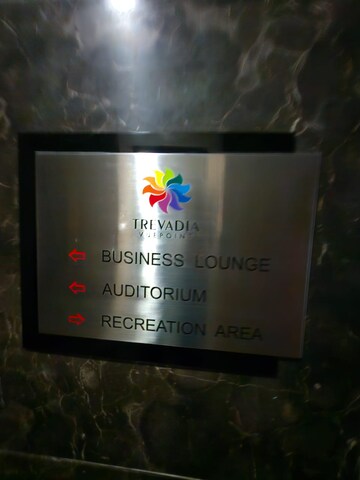 TREVADIA
BUSINESS LOUNGE
AUDITORIUM
RECREATION AREA